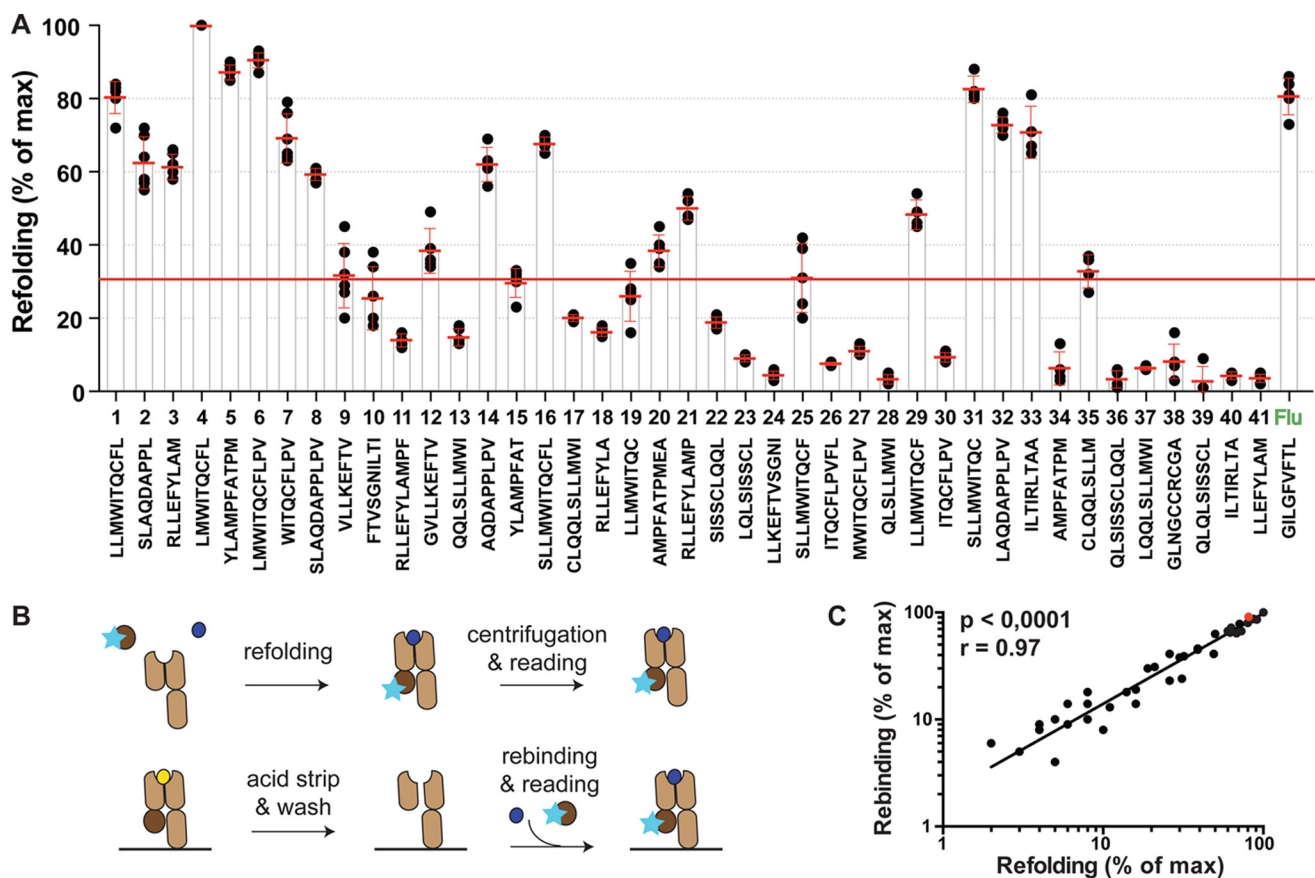 A
Refolding (% of max)
100
80
60
40
20
0
1 2 3 4 5 6 7 8 9 10 11 12 13 14 15 16 17 18 19 20 21 22 23 24 25 26 27 28 29 30 31 32 33 34 35 36 37 38 39 40 41 Flu
LLMWITQCFL
SLAQDAPPL
RLLEFYLAM
LMWITQCFL
YLAMPFATPM
LMWITQCFLPV
WITQCFLPV
SLAQDAPPLPV
VLLKEFTV
FTVSGNILTI
RLLEFYLAMPF
GVLLKEFTV
QQLSLLMWI
AQDAPPLPV
YLAMPFAT
SLLMWITQCFL
CLQQLSLLMWI
RLLEFYLA
LLMWITQC
AMPFATPMEA
RLLEFYLAMP
SISSCLQQL
LQLSISSCL
LLKEFTVSGNI
SLLMWITQCF
ITQCFLPVFL
MWITQCFLPV
QLSLLMWI
LLMWITQCF
ITQCFLPV
SLLMWITQC
LAQDAPPLPV
ILTIRLTAA
AMPFATPM
CLQQLSLLM
QLSISSCLQQL
LQQLSLLMWI
GLNGCCRCGA
QLQLSISSCL
ILTIRLTA
LLEFYLAM
GILGFVFTL
B
refolding
centrifugation
& reading
acid strip
& wash
rebinding
& reading
C
Rebinding (% of max)
100
10
1
p < 0,0001
r = 0.97
1 10 100
Refolding (% of max)